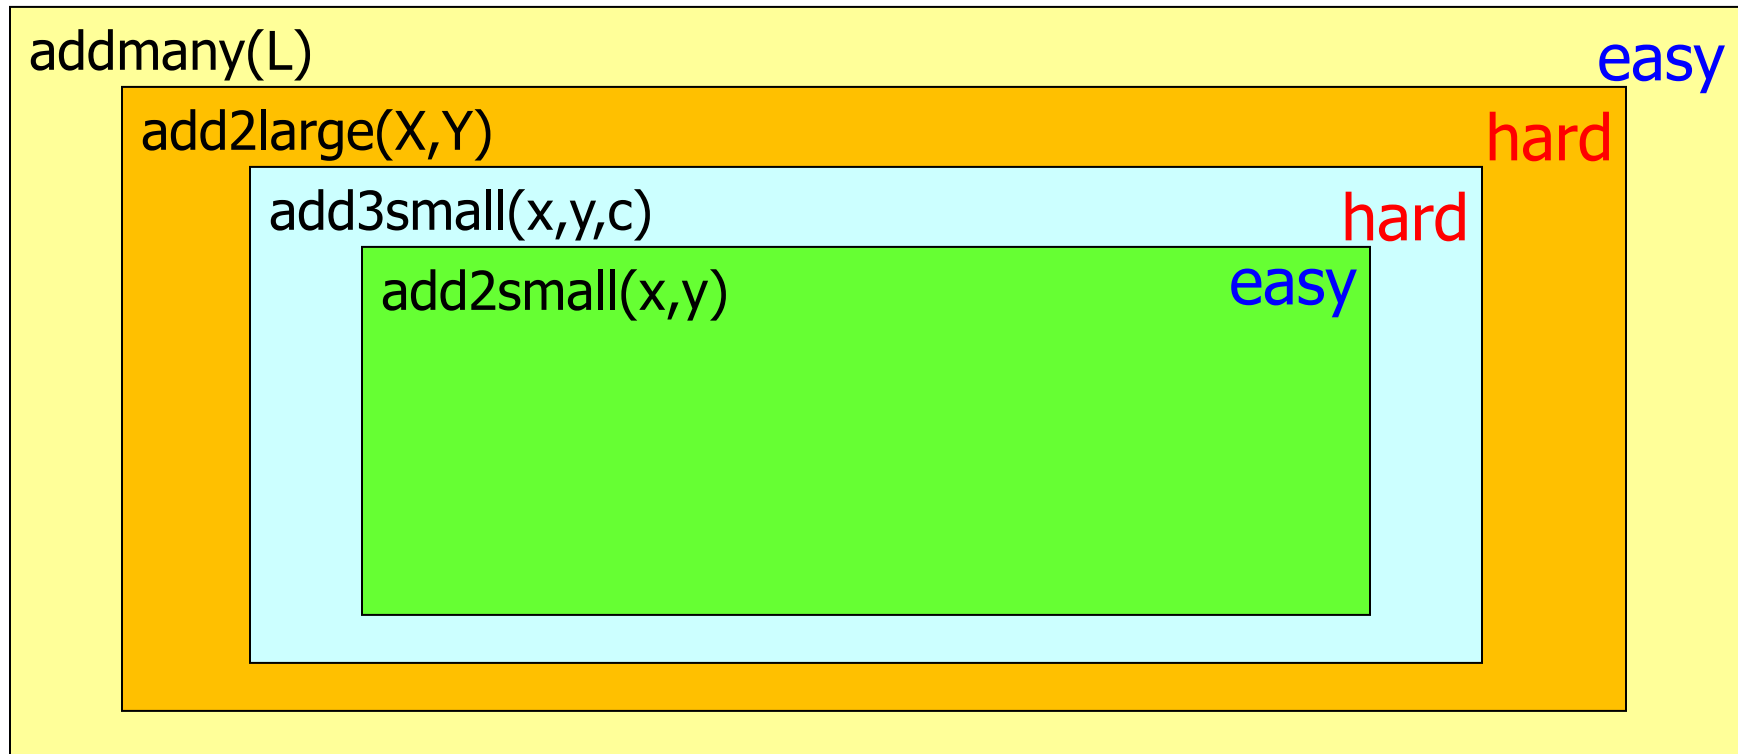 addmany(L) easy
add2large(X,Y) hard
add3small(x,y,c) hard
add2small(x,y) easy